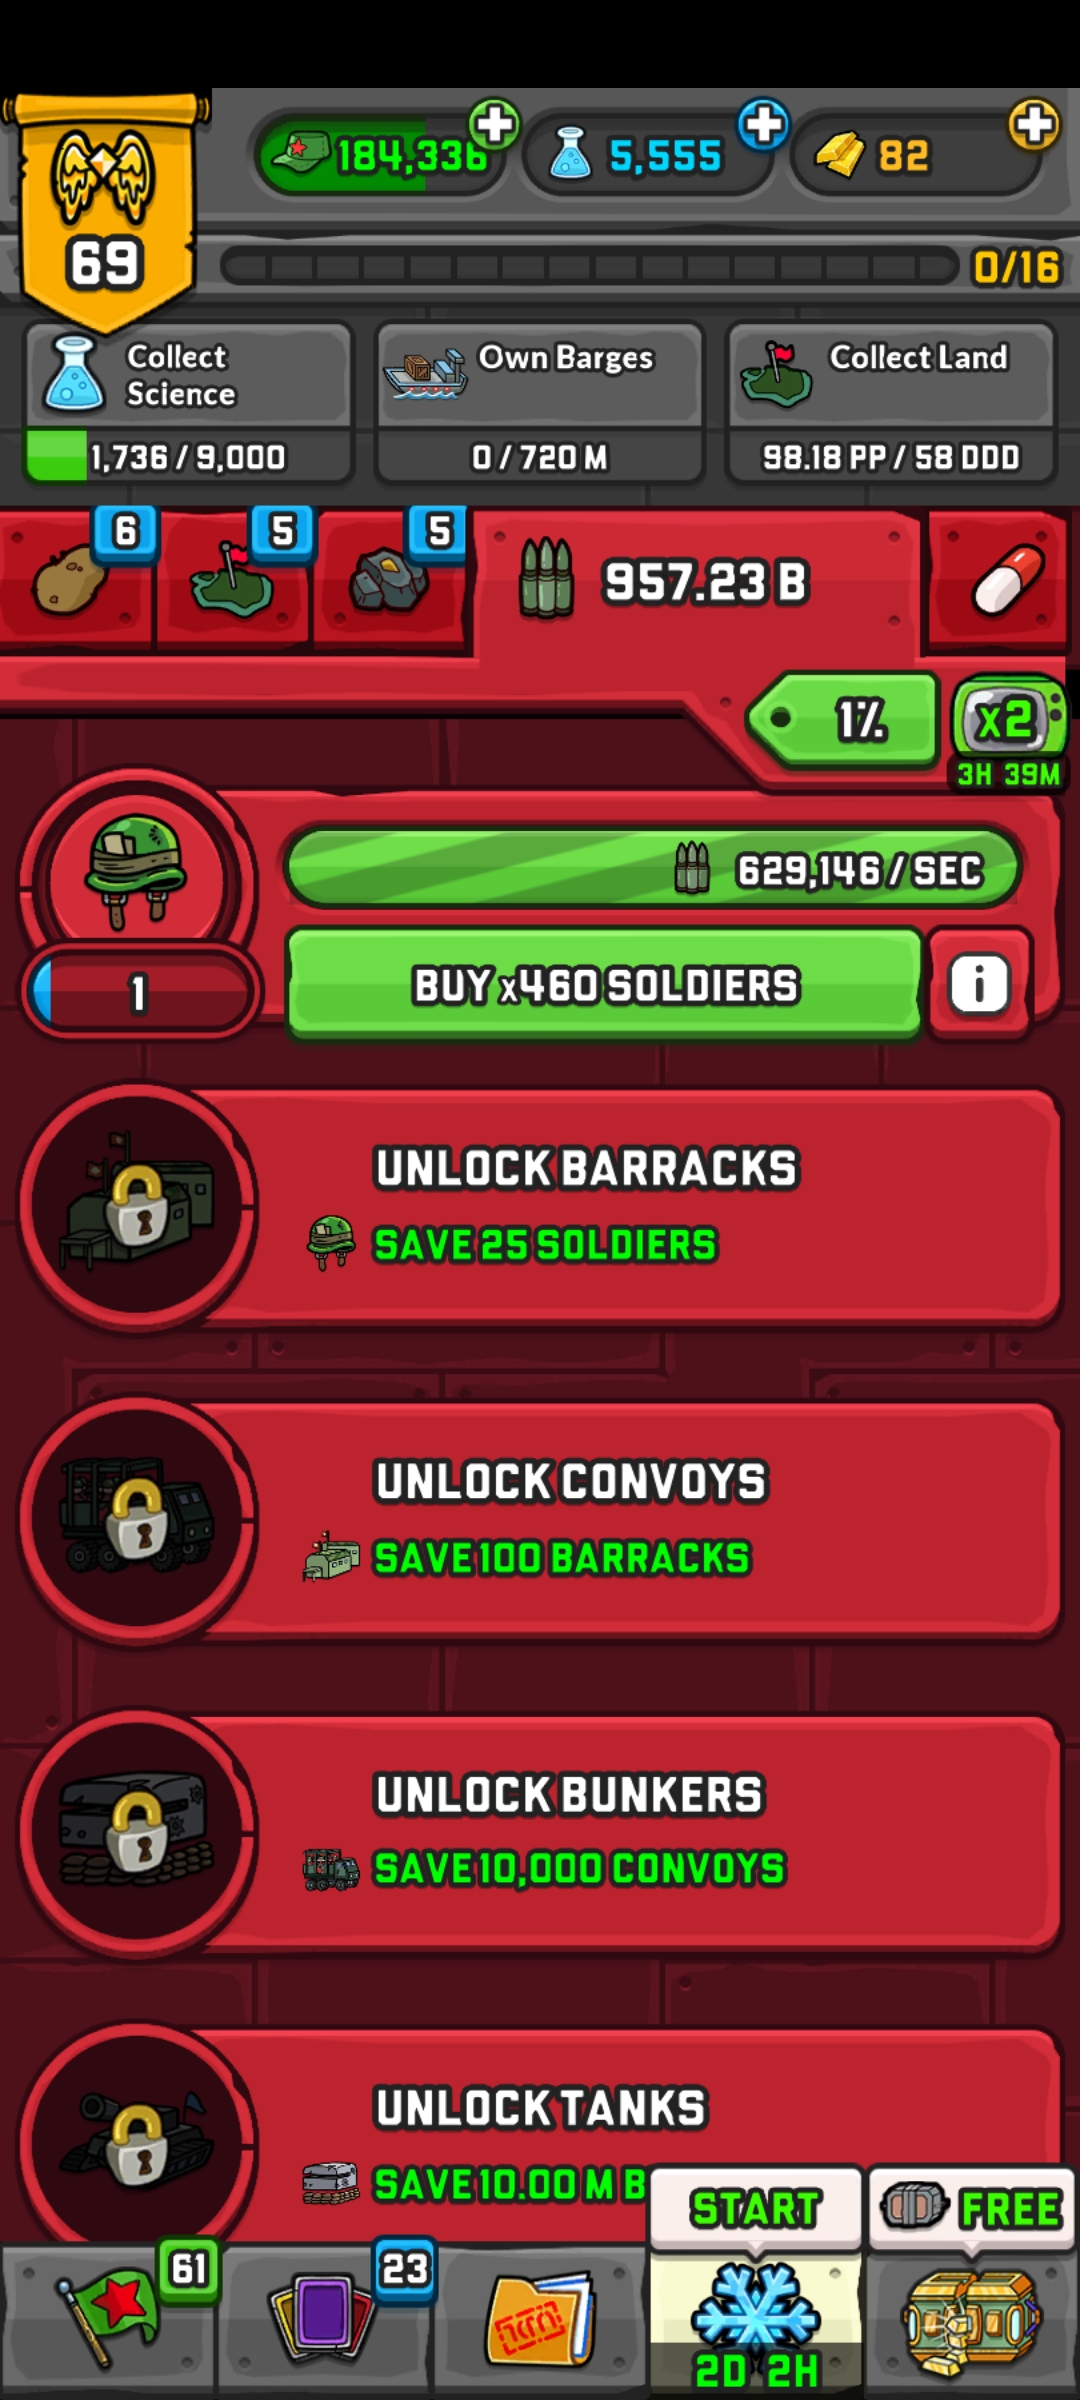 184,336
5,555
82
69
0/16
Collect
Science
1,736 / 9,000
Own Barges
0 / 720 M
Collect Land
98.18 PP / 58 DDD
6
5
5
957.23 B
1%
x2
3H 39M
629,146 / SEC
1
BUY x460 SOLDIERS
i
UNLOCK BARRACKS
SAVE 25 SOLDIERS
UNLOCK CONVOYS
SAVE 100 BARRACKS
UNLOCK BUNKERS
SAVE 10,000 CONVOYS
UNLOCK TANKS
SAVE 10.00 M B
START
FREE
61
23
2D 2H